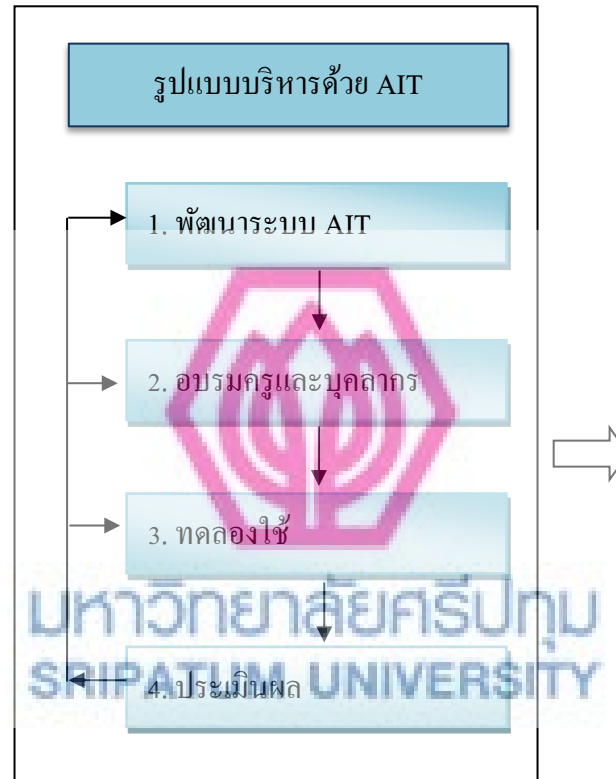 รูปแบบบริหารด้วย AIT
1. พัฒนาระบบ AIT
2. อบรมครูและบุคลากร
3. ทดลองใช้
มหาวิทยาลัยศรีปทุม
SRIPATUM UNIVERSITY
4. ประเมินผล